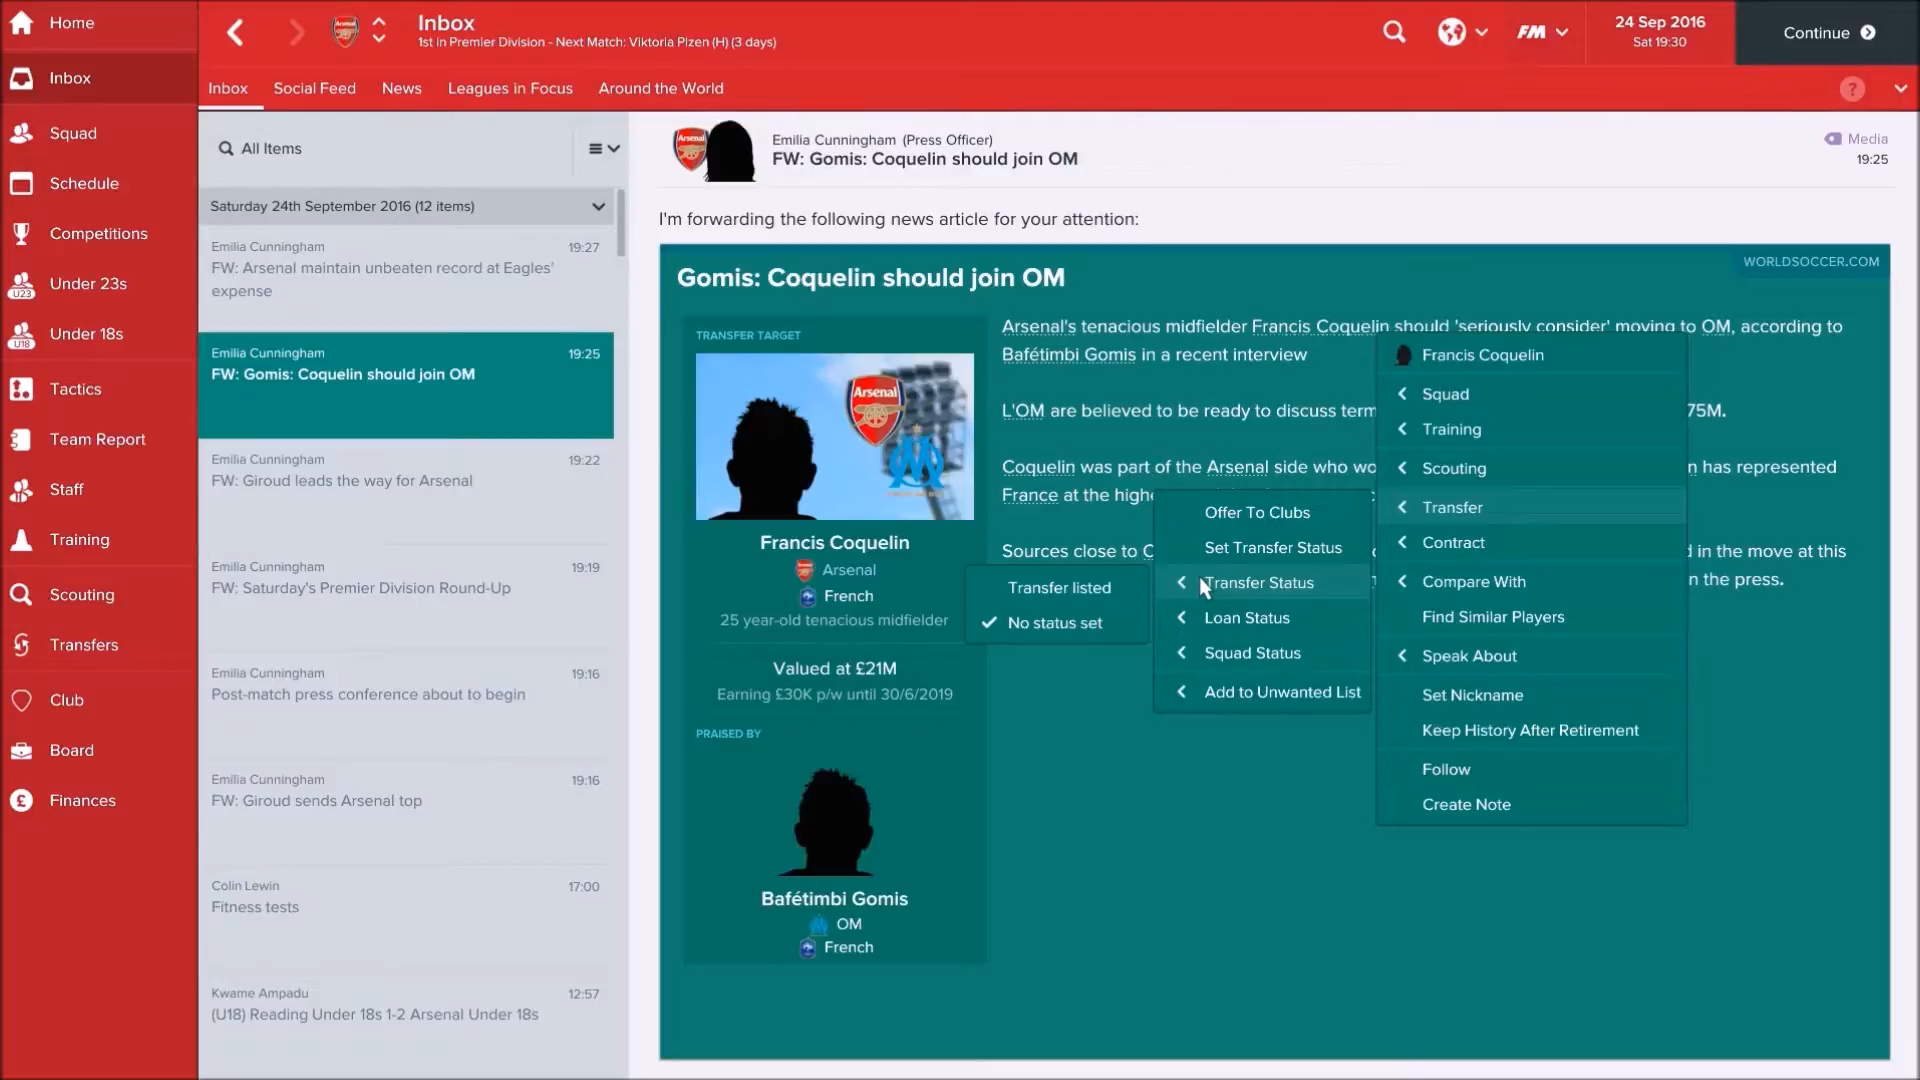 Home
Inbox
Squad
Schedule
Competitions
U23
Under 23s
U18
Under 18s
Tactics
Team Report
Staff
Training
Scouting
Transfers
Club
Board
£
Finances
Arsenal
Inbox
1st in Premier Division - Next Match: Viktoria Plzen (H) (3 days)
FM
24 Sep 2016
Sat 19:30
Continue
Inbox
Social Feed
News
Leagues in Focus
Around the World
?
All Items
Saturday 24th September 2016 (12 items)
Emilia Cunningham 19:27
FW: Arsenal maintain unbeaten record at Eagles'
expense
Emilia Cunningham 19:25
FW: Gomis: Coquelin should join OM
Emilia Cunningham 19:22
FW: Giroud leads the way for Arsenal
Emilia Cunningham 19:19
FW: Saturday's Premier Division Round-Up
Emilia Cunningham 19:16
Post-match press conference about to begin
Emilia Cunningham 19:16
FW: Giroud sends Arsenal top
Colin Lewin 17:00
Fitness tests
Kwame Ampadu 12:57
(U18) Reading Under 18s 1-2 Arsenal Under 18s
Arsenal
Emilia Cunningham (Press Officer)
FW: Gomis: Coquelin should join OM
Media
19:25
I'm forwarding the following news article for your attention:
Gomis: Coquelin should join OM
WORLDSOCCER.COM
TRANSFER TARGET
Arsenal
Francis Coquelin
Arsenal
French
25 year-old tenacious midfielder
Valued at £21M
Earning £30K p/w until 30/6/2019
PRAISED BY
Bafétimbi Gomis
OM
French
Arsenal's tenacious midfielder Francis Coquelin should 'seriously consider' moving to OM, according to
Bafétimbi Gomis in a recent interview
L'OM are believed to be ready to discuss term 75M.
Coquelin was part of the Arsenal side who wo n has represented
France at the highe
Sources close to C d in the move at this
n the press.
Francis Coquelin
Squad
Training
Scouting
Transfer
Contract
Compare With
Find Similar Players
Speak About
Set Nickname
Keep History After Retirement
Follow
Create Note
Offer To Clubs
Set Transfer Status
Transfer Status
Loan Status
Squad Status
Add to Unwanted List
Transfer listed
No status set